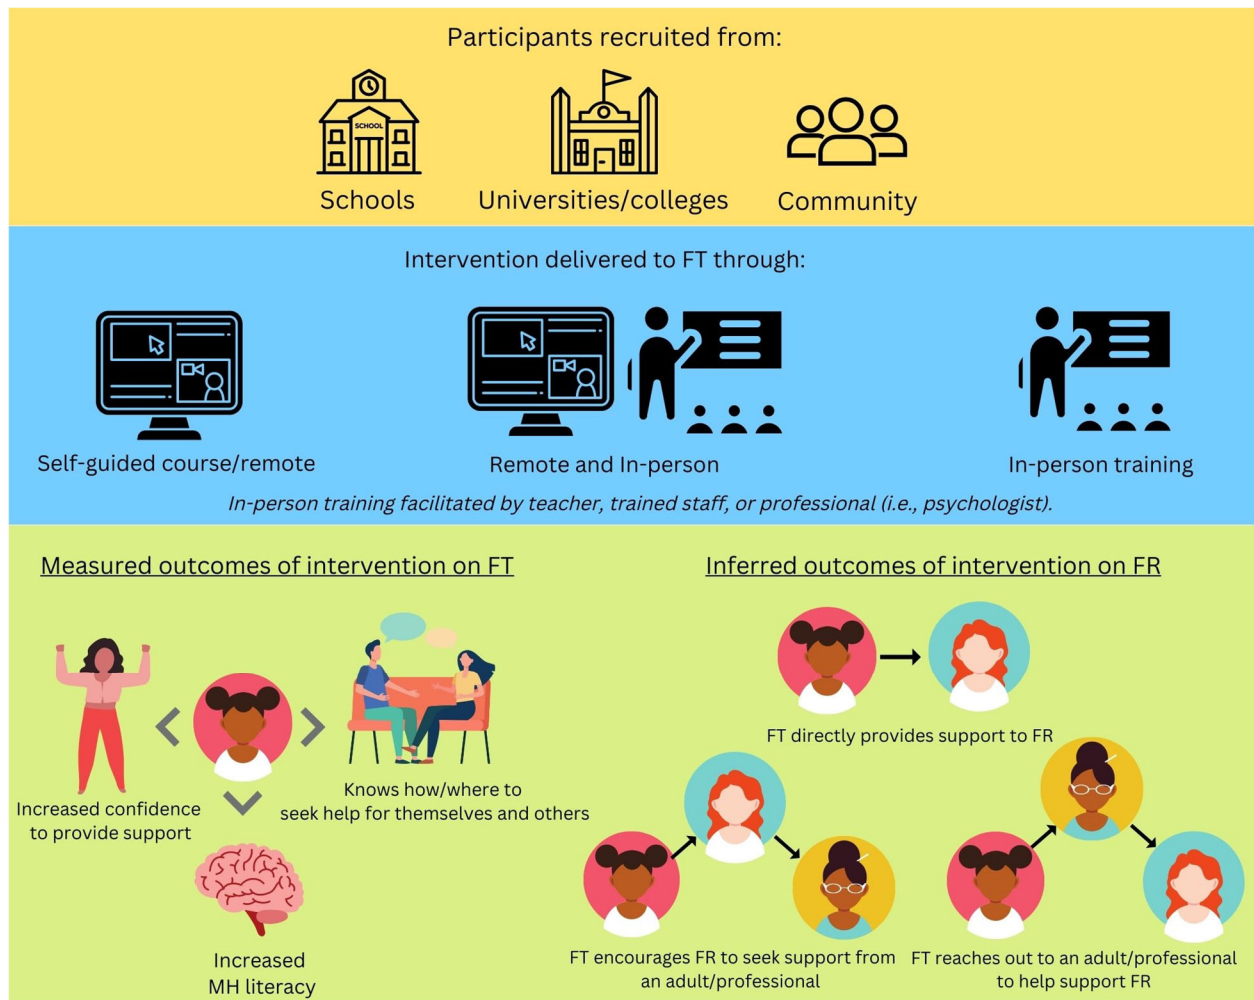 Participants recruited from:
SCHOOL
Schools
Universities/colleges
Community
Intervention delivered to FT through:
Self-guided course/remote
Remote and In-person
In-person training
In-person training facilitated by teacher, trained staff, or professional (i.e., psychologist).
Measured outcomes of intervention on FT
Increased confidence
to provide support
Knows how/where to
seek help for themselves and others
Increased
MH literacy
Inferred outcomes of intervention on FR
FT directly provides support to FR
FT encourages FR to seek support from
an adult/professional
FT reaches out to an adult/professional
to help support FR